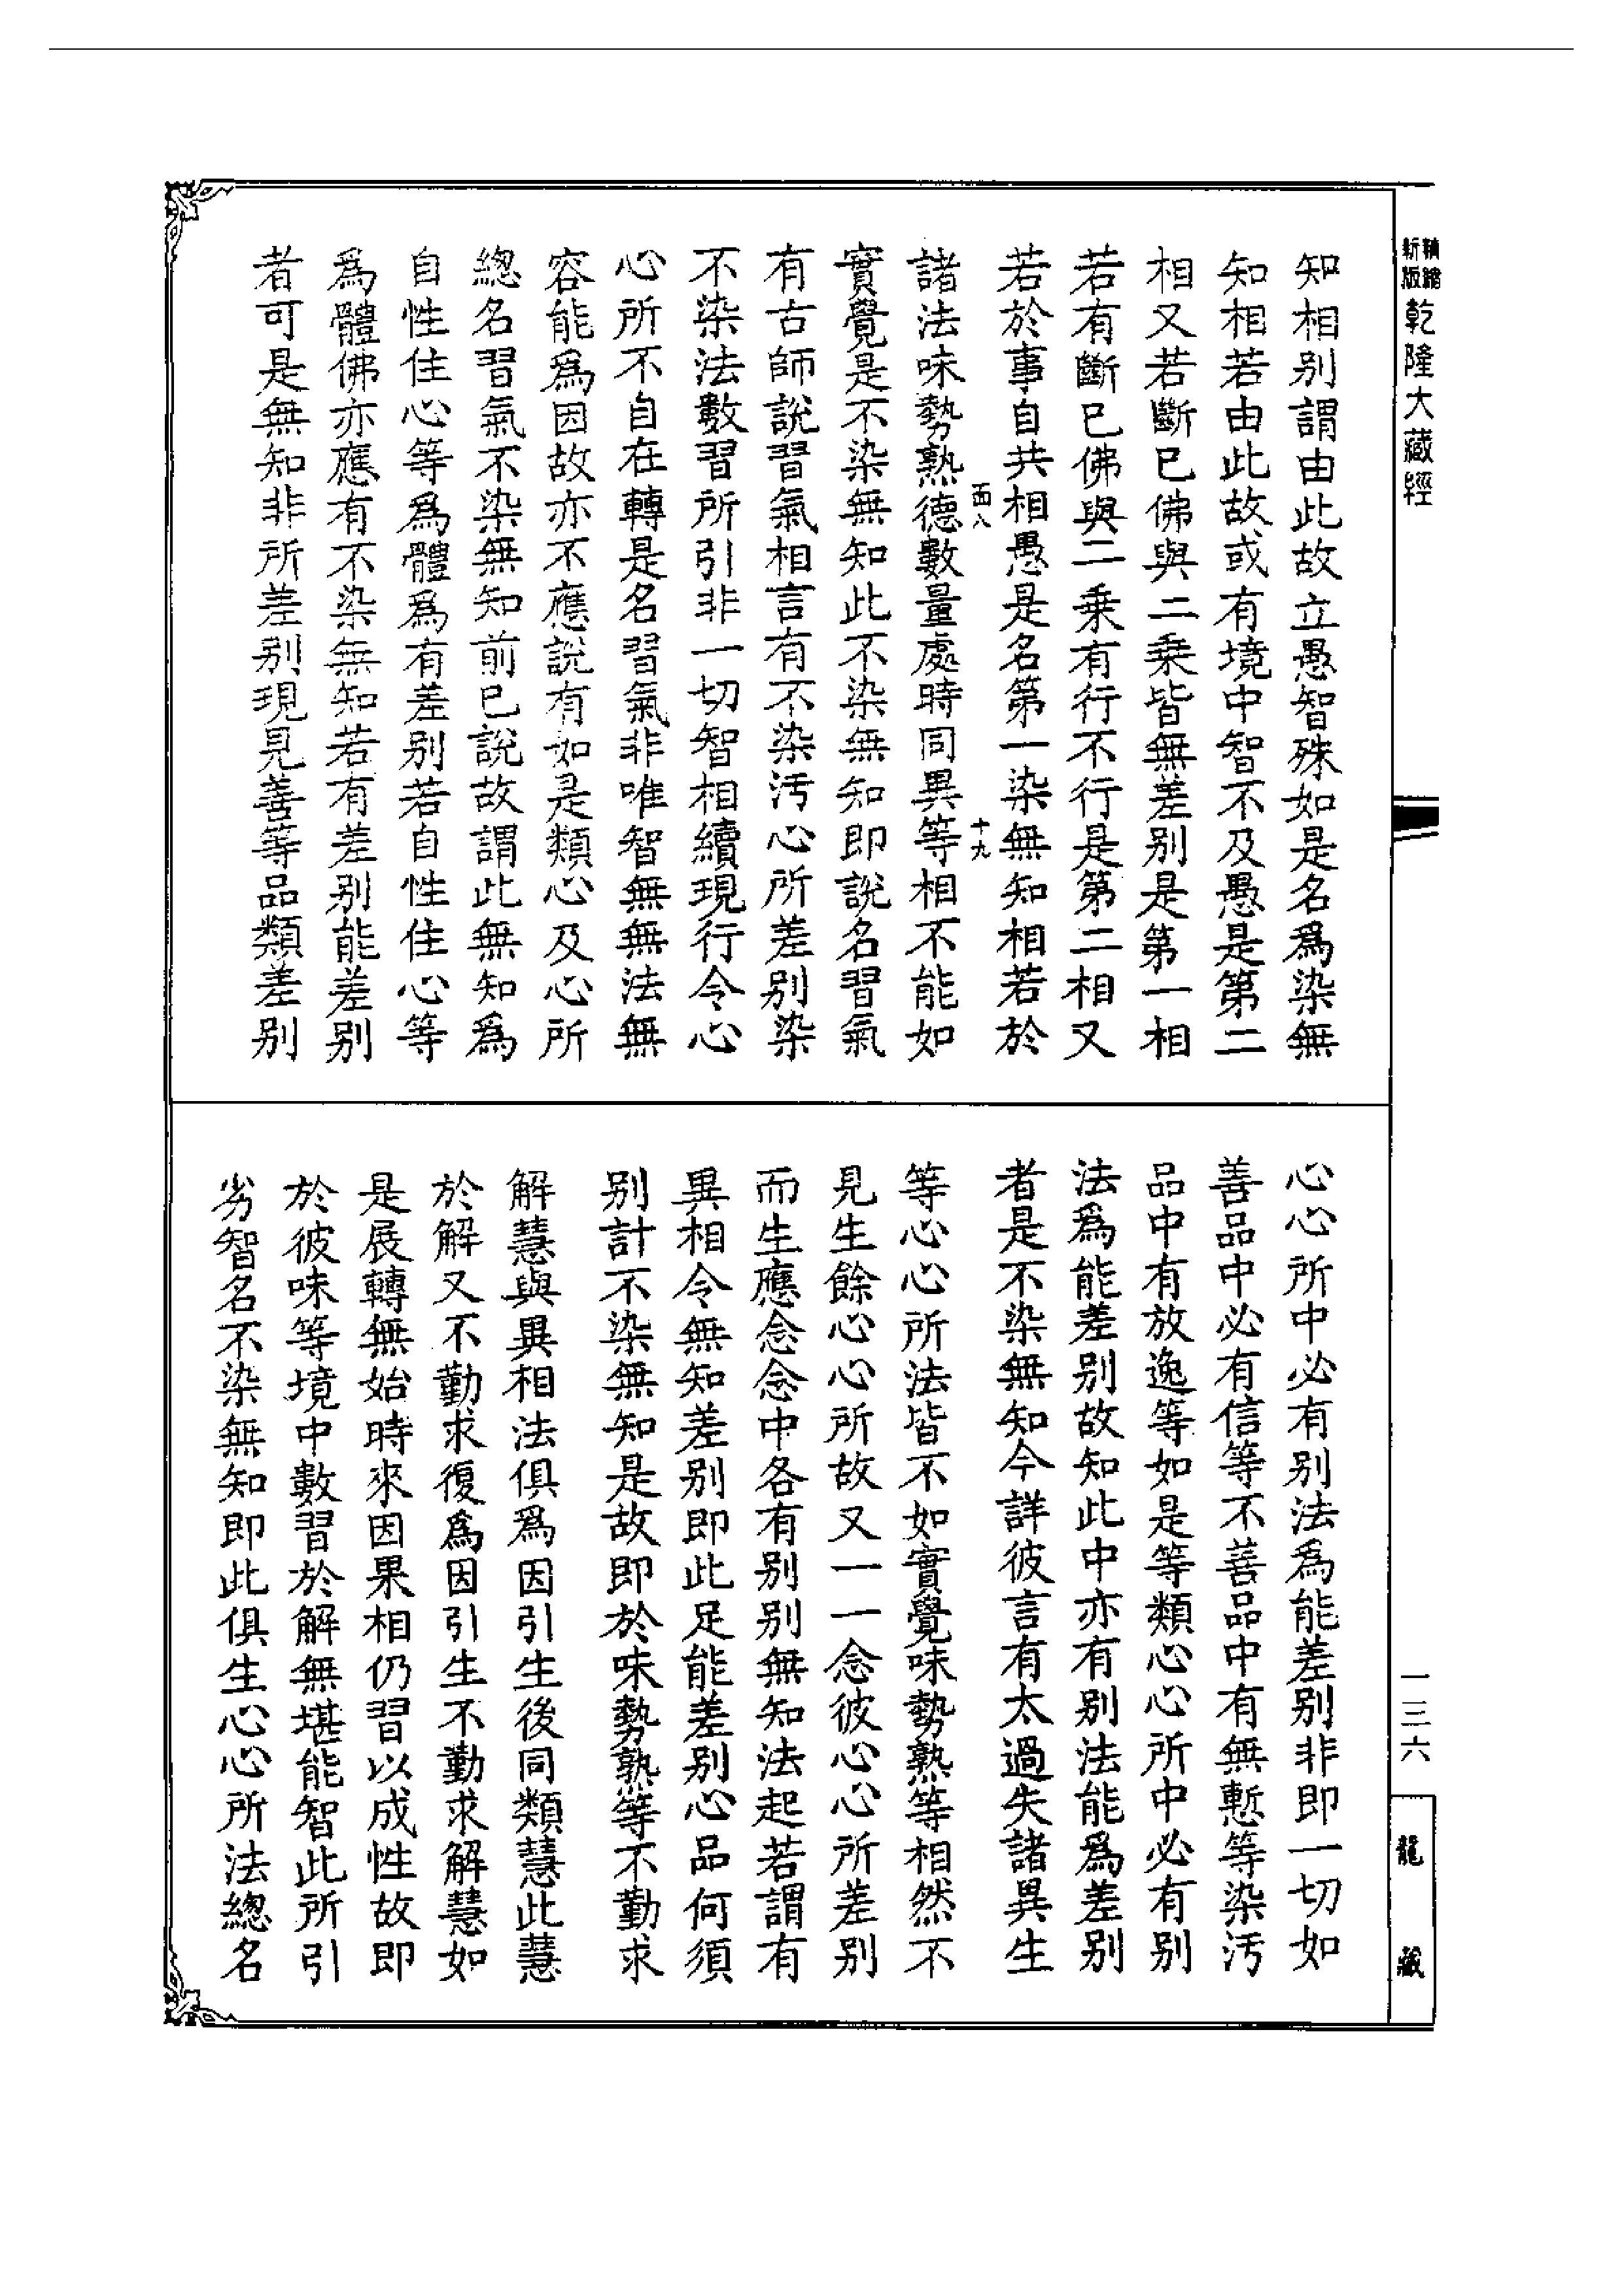 精縮新版乾隆大藏經
知相別謂由此故立愚智殊如是名爲染無
知相若由此故或有境中智不及愚是第二
相又若斷已佛與二乗皆無差別是第一相
若有斷已佛與二乗有行不行是第二相又
若於事自共相愚是名第一染無知相若於
面八
十九
諸法味勢熟德數量處時同異等相不能如
實覺是不染無知此不染無知即說名習氣
有古師說習氣相言有不染汚心所差別染
不染法數習所引非一切智相續現行令心
心所不自在轉是名習氣非唯智無無法無
容能爲因故亦不應說有如是類心及心所
總名習氣不染無知前已說故謂此無知爲
自性住心等爲體爲有差別若自性住心等
爲體佛亦應有不染無知若有差別能差別
者可是無知非所差別現見善等品類差別
心心所中必有別法爲能差別非即一切如
善品中必有信等不善品中有無慙等染汚
品中有放逸等如是等類心心所中必有別
法爲能差別故知此中亦有別法能爲差別
者是不染無知今詳彼言有太過失諸異生
等心心所法皆不如實覺味勢熟等相然不
見生餘心心所故又一一念彼心心所差別
而生應念念中各有別別無知法起若謂有
異相令無知差別即此足能差別心品何須
別計不染無知是故即於味勢熟等不勤求
解慧與異相法俱爲因引生後同類慧此慧
於解又不勤求復爲因引生不勤求解慧如
是展轉無始時來因果相仍習以成性故即
於彼味等境中數習於解無堪能智此所引
劣智名不染無知即此俱生心心所法總名
一三六
龍藏